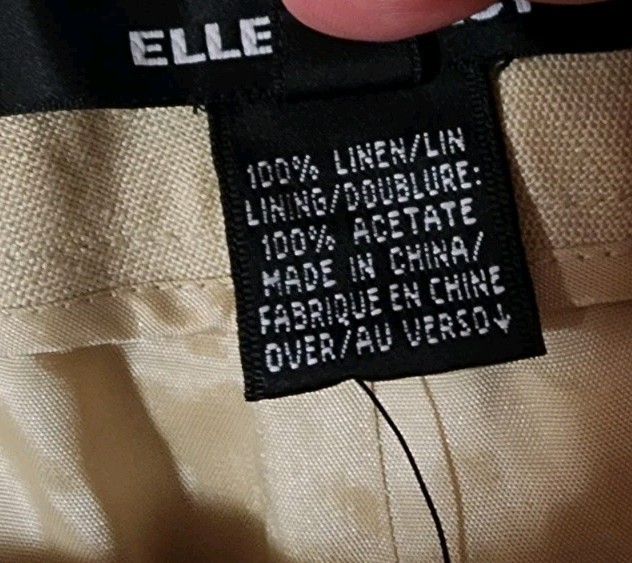 ELLE
100% LINEN/LIN
LINING/DOUBLURE:
100% ACETATE
MADE IN CHINA/
FABRIQUE EN CHINE
OVER/AU VERSO↓